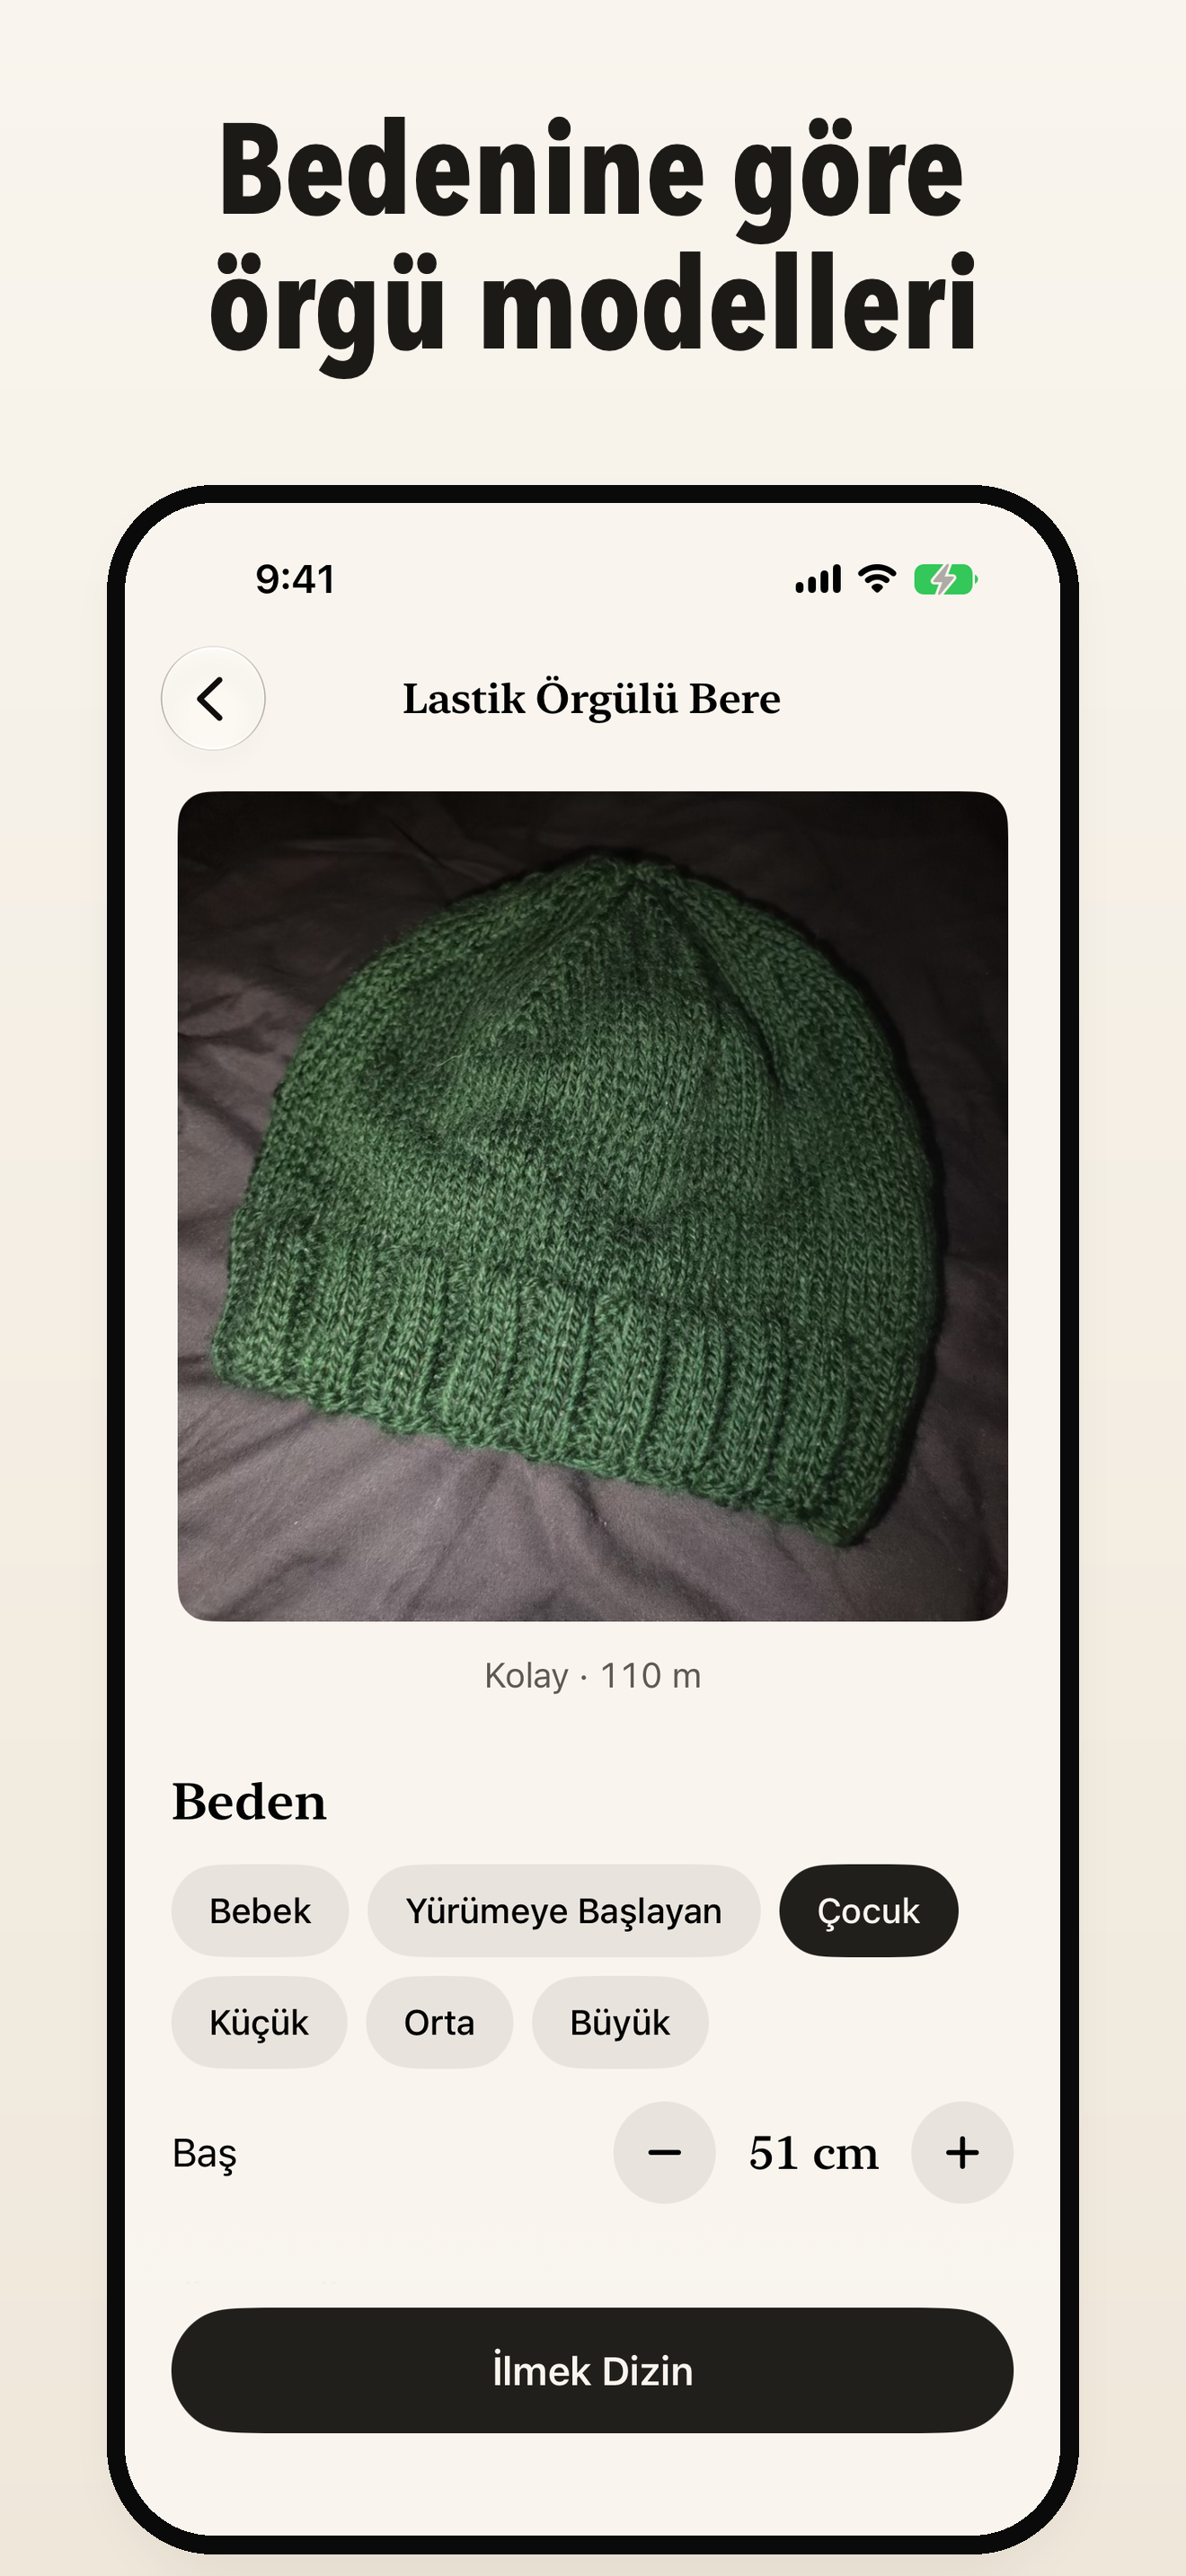 Bedenine göre
örgü modelleri
9:41
Lastik Örgülü Bere
Kolay · 110 m
Beden
Bebek Yürümeye Başlayan Çocuk
Küçük Orta Büyük
Baş 51 cm
İlmek Dizin